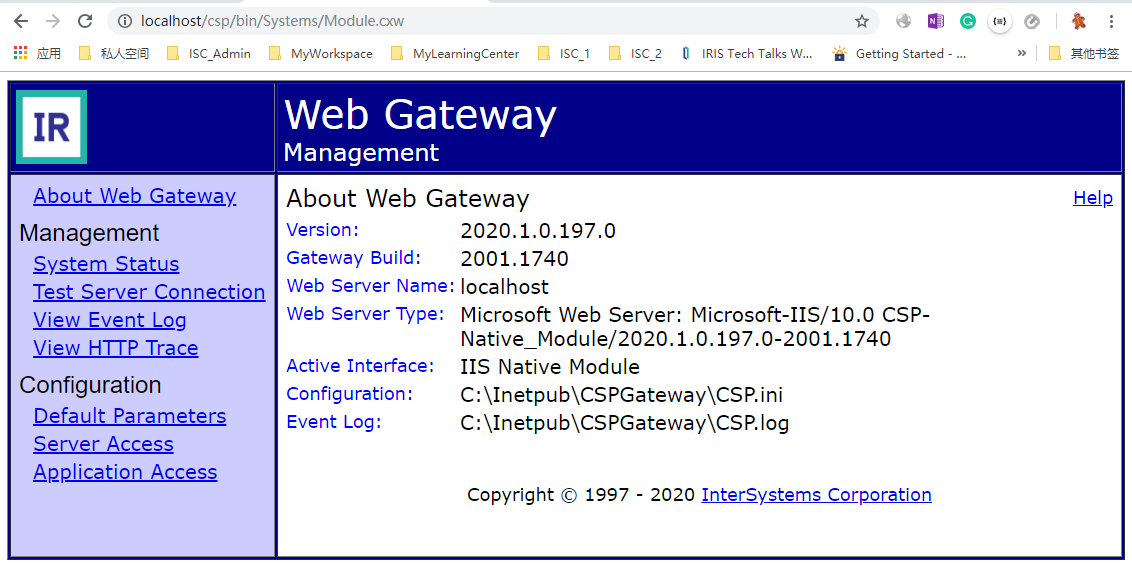 localhost/csp/bin/Systems/Module.cxw
应用 私人空间 ISC_Admin MyWorkspace MyLearningCenter ISC_1 ISC_2 IRIS Tech Talks W... Getting Started - ... » 其他书签
IR
Web Gateway
Management
About Web Gateway
Management
System Status
Test Server Connection
View Event Log
View HTTP Trace
Configuration
Default Parameters
Server Access
Application Access
About Web Gateway Help
Version: 2020.1.0.197.0
Gateway Build: 2001.1740
Web Server Name: localhost
Web Server Type: Microsoft Web Server: Microsoft-IIS/10.0 CSP-
Native_Module/2020.1.0.197.0-2001.1740
Active Interface: IIS Native Module
Configuration: C:\Inetpub\CSPGateway\CSP.ini
Event Log: C:\Inetpub\CSPGateway\CSP.log
Copyright © 1997 - 2020 InterSystems Corporation